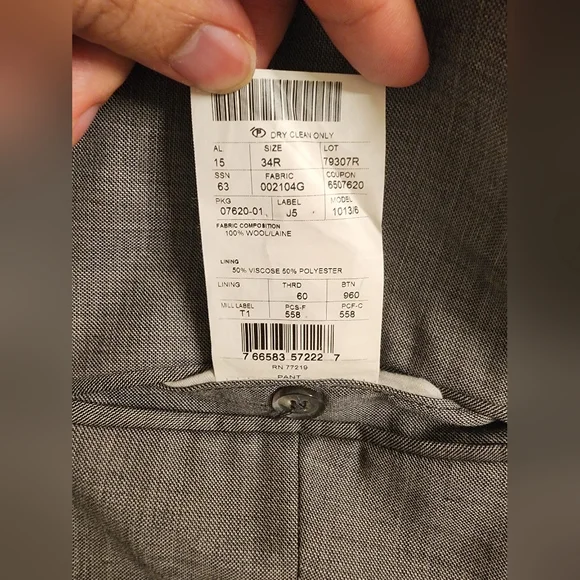 DRY CLEAN ONLY
AL SIZE LOT
15 34R 79307R
SSN FABRIC COUPON
63 002104G 6507620
PKG LABEL MODEL
07620-01 J5 1013/6
FABRIC COMPOSITION
100% WOOL/LAINE
LINING
50% VISCOSE 50% POLYESTER
LINING THRD BTN
60 960
MILL LABEL PCS-F PCF-C
T1 558 558
7 66583 57222 7
RN 77219
PANT